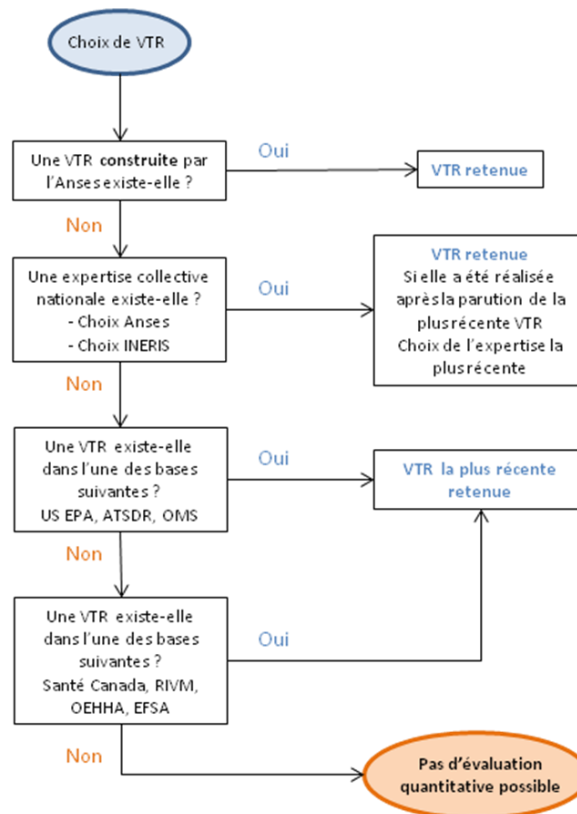 Choix de VTR
Une VTR construite par
l'Anses existe-elle ?
Oui
VTR retenue
Non
Une expertise collective
nationale existe-elle ?
- Choix Anses
- Choix INERIS
Oui
VTR retenue
Si elle a été réalisée
après la parution de la
plus récente VTR
Choix de l'expertise la
plus récente
Non
Une VTR existe-elle
dans l'une des bases
suivantes ?
US EPA, ATSDR, OMS
Oui
VTR la plus récente
retenue
Non
Une VTR existe-elle
dans l'une des bases
suivantes ?
Santé Canada, RIVM,
OEHHA, EFSA
Oui
Non
Pas d'évaluation
quantitative possible